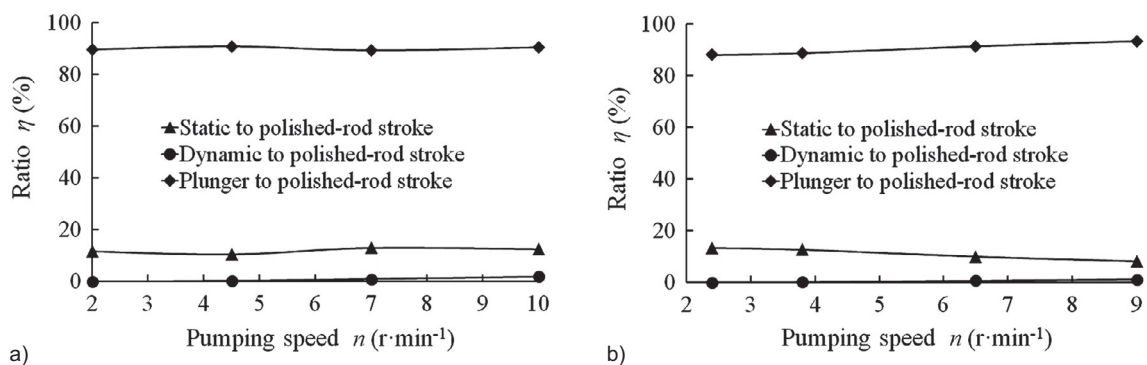 100
80
60
40
20
0
Ratio η (%)
Static to polished-rod stroke
Dynamic to polished-rod stroke
Plunger to polished-rod stroke
2 3 4 5 6 7 8 9 10
Pumping speed n (r·min⁻¹)
a)
100
80
60
40
20
0
Ratio η (%)
Static to polished-rod stroke
Dynamic to polished-rod stroke
Plunger to polished-rod stroke
2 3 4 5 6 7 8 9
Pumping speed n (r·min⁻¹)
b)